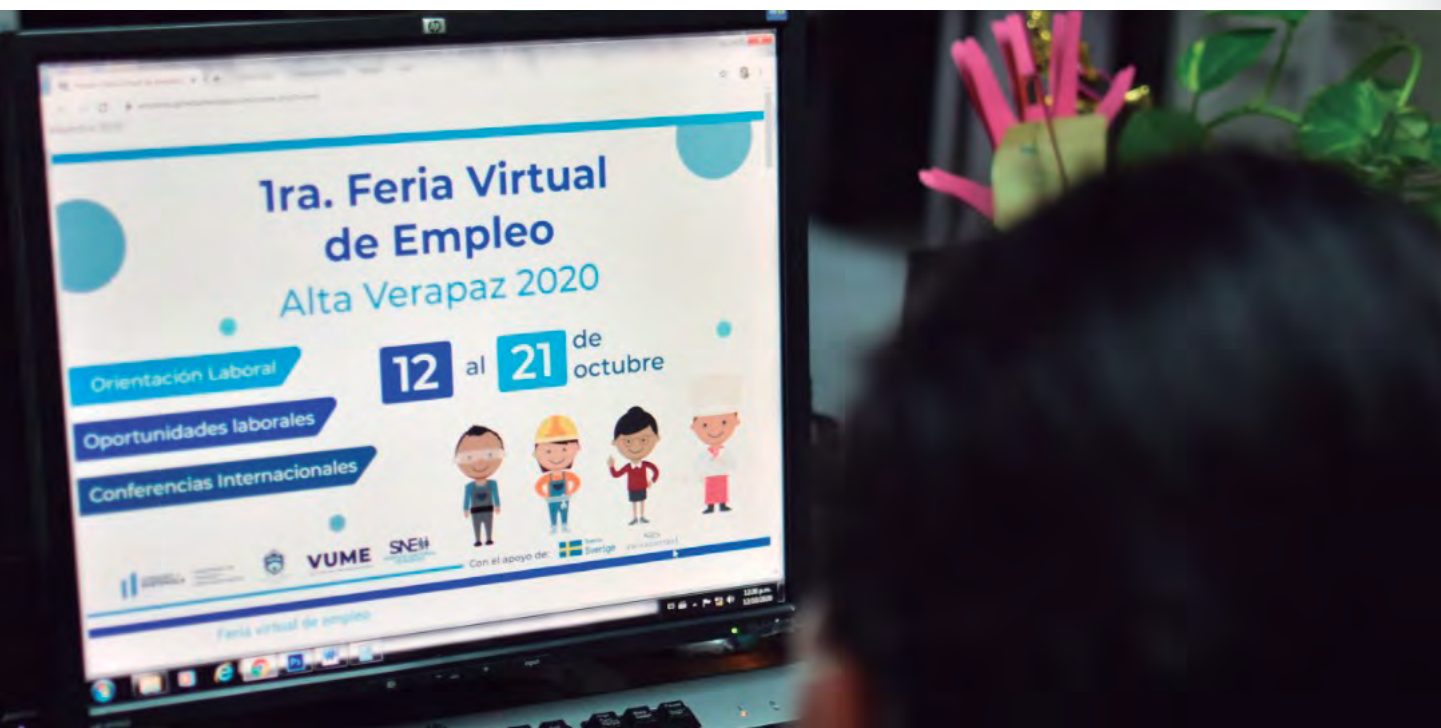 1ra. Feria Virtual
de Empleo
Alta Verapaz 2020
12 al 21 de octubre
Orientación Laboral
Oportunidades laborales
Conferencias Internacionales
VUME
Con el apoyo de:
Sverige
Feria virtual de empleo
hp